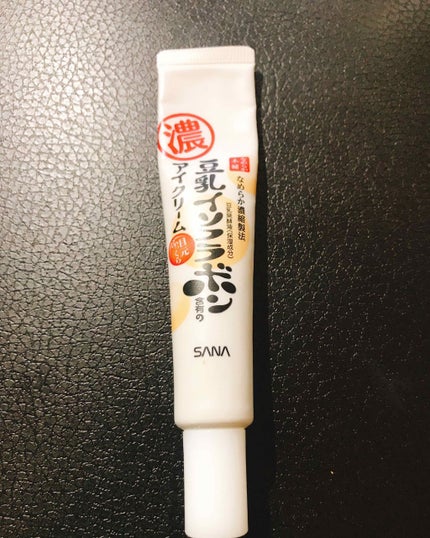 濃
なめらか濃縮製法
豆乳発酵液(保湿成分)
豆乳イソフラボン
含有の
アイクリーム
SANA